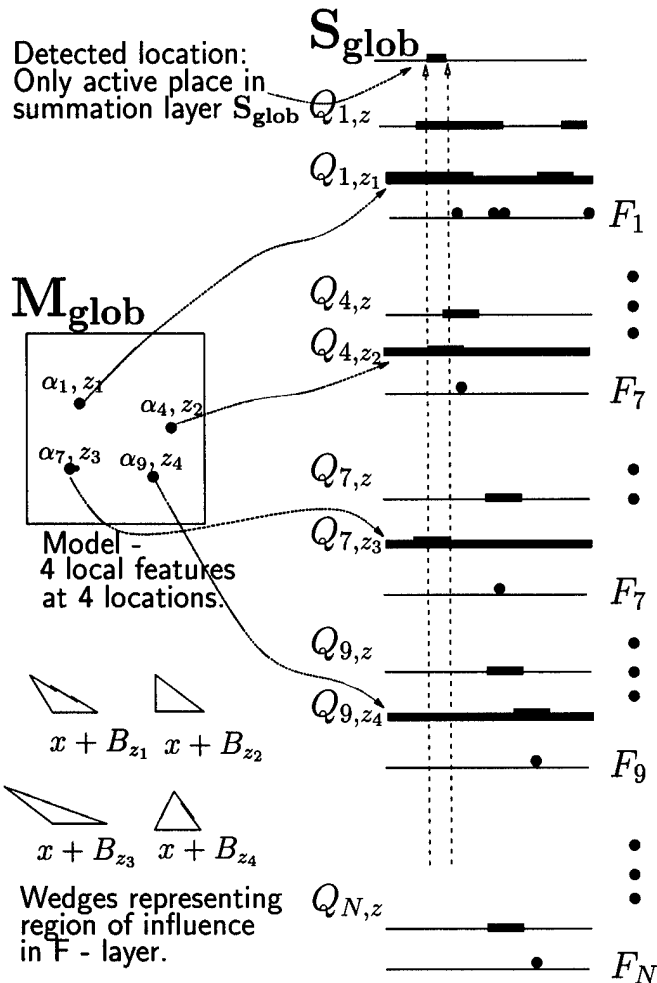 S_glob
Detected location:
Only active place in
summation layer S_glob
Q_{1,z}
Q_{1,z_1}
F_1
M_glob
Q_{4,z}
Q_{4,z_2}
F_7
α_1, z_1
α_4, z_2
α_7, z_3
α_9, z_4
Q_{7,z}
Q_{7,z_3}
F_7
Model -
4 local features
at 4 locations.
Q_{9,z}
Q_{9,z_4}
F_9
x + B_{z_1} x + B_{z_2}
x + B_{z_3} x + B_{z_4}
Wedges representing
region of influence
in F - layer.
Q_{N,z}
F_N